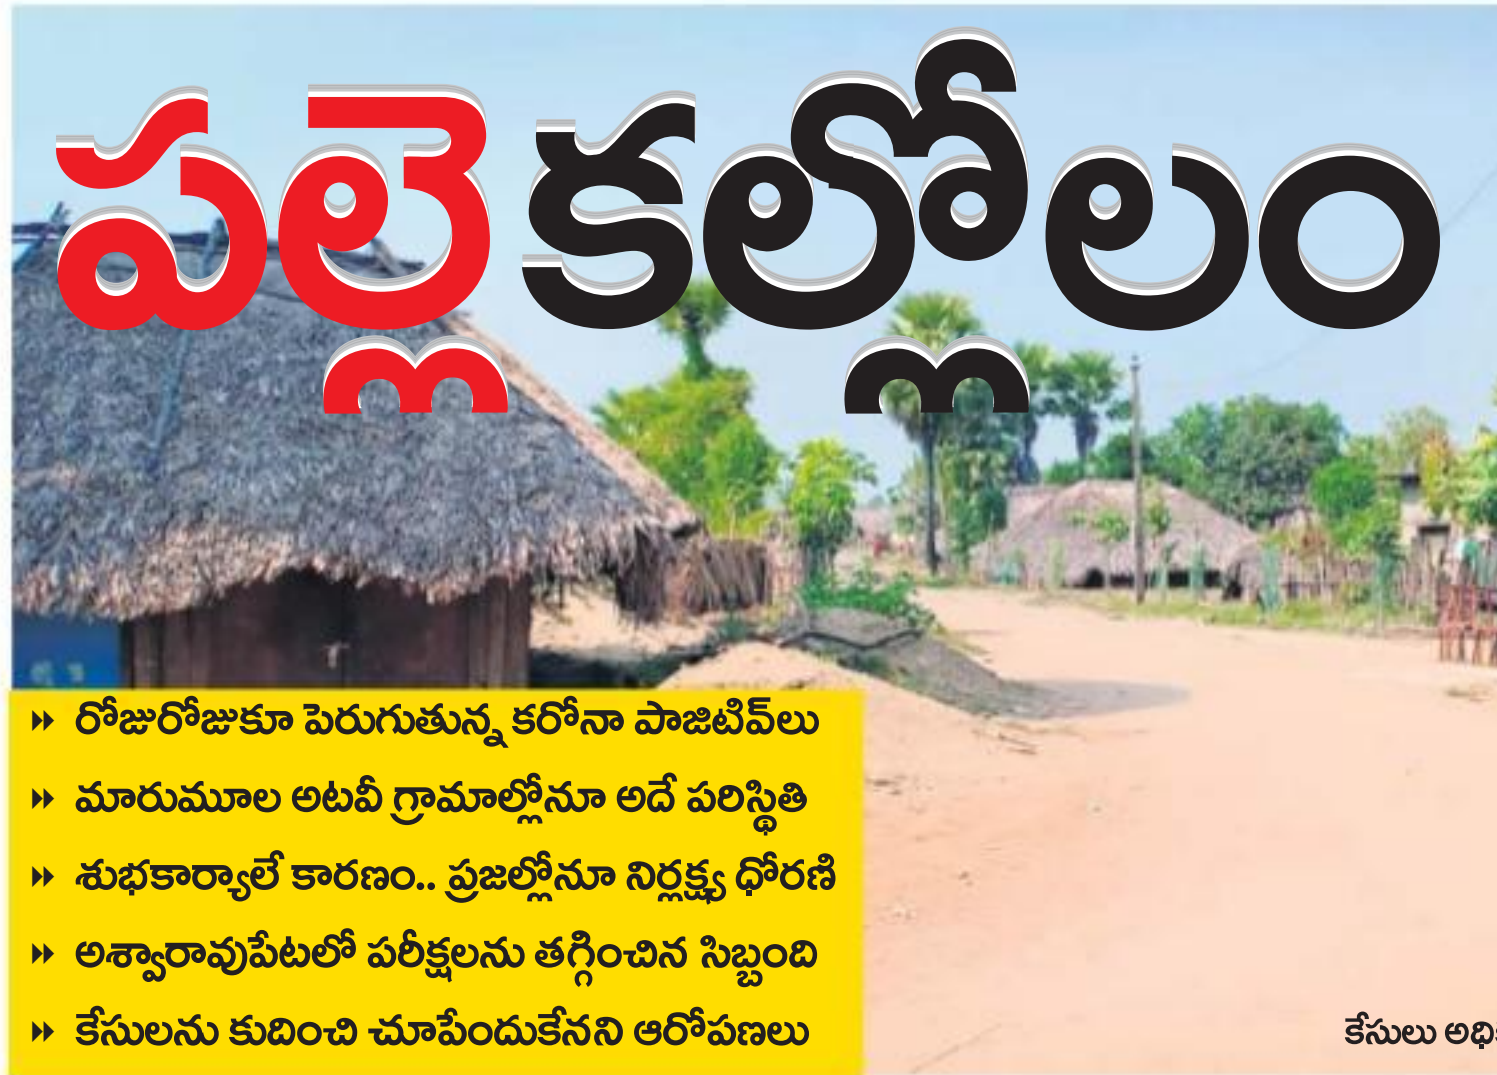 పల్లెకల్లోలం
రోజురోజుకూ పెరుగుతున్న కరోనా పాజిటివ్‌లు
మారుమూల అటవీ గ్రామాల్లోనూ అదే పరిస్థితి
శుభకార్యాలే కారణం.. ప్రజల్లోనూ నిర్లక్ష్య ధోరణి
అశ్వారావుపేటలో పరీక్షలను తగ్గించిన సిబ్బంది
కేసులను కుదించి చూపేందుకేనని ఆరోపణలు
కేసులు